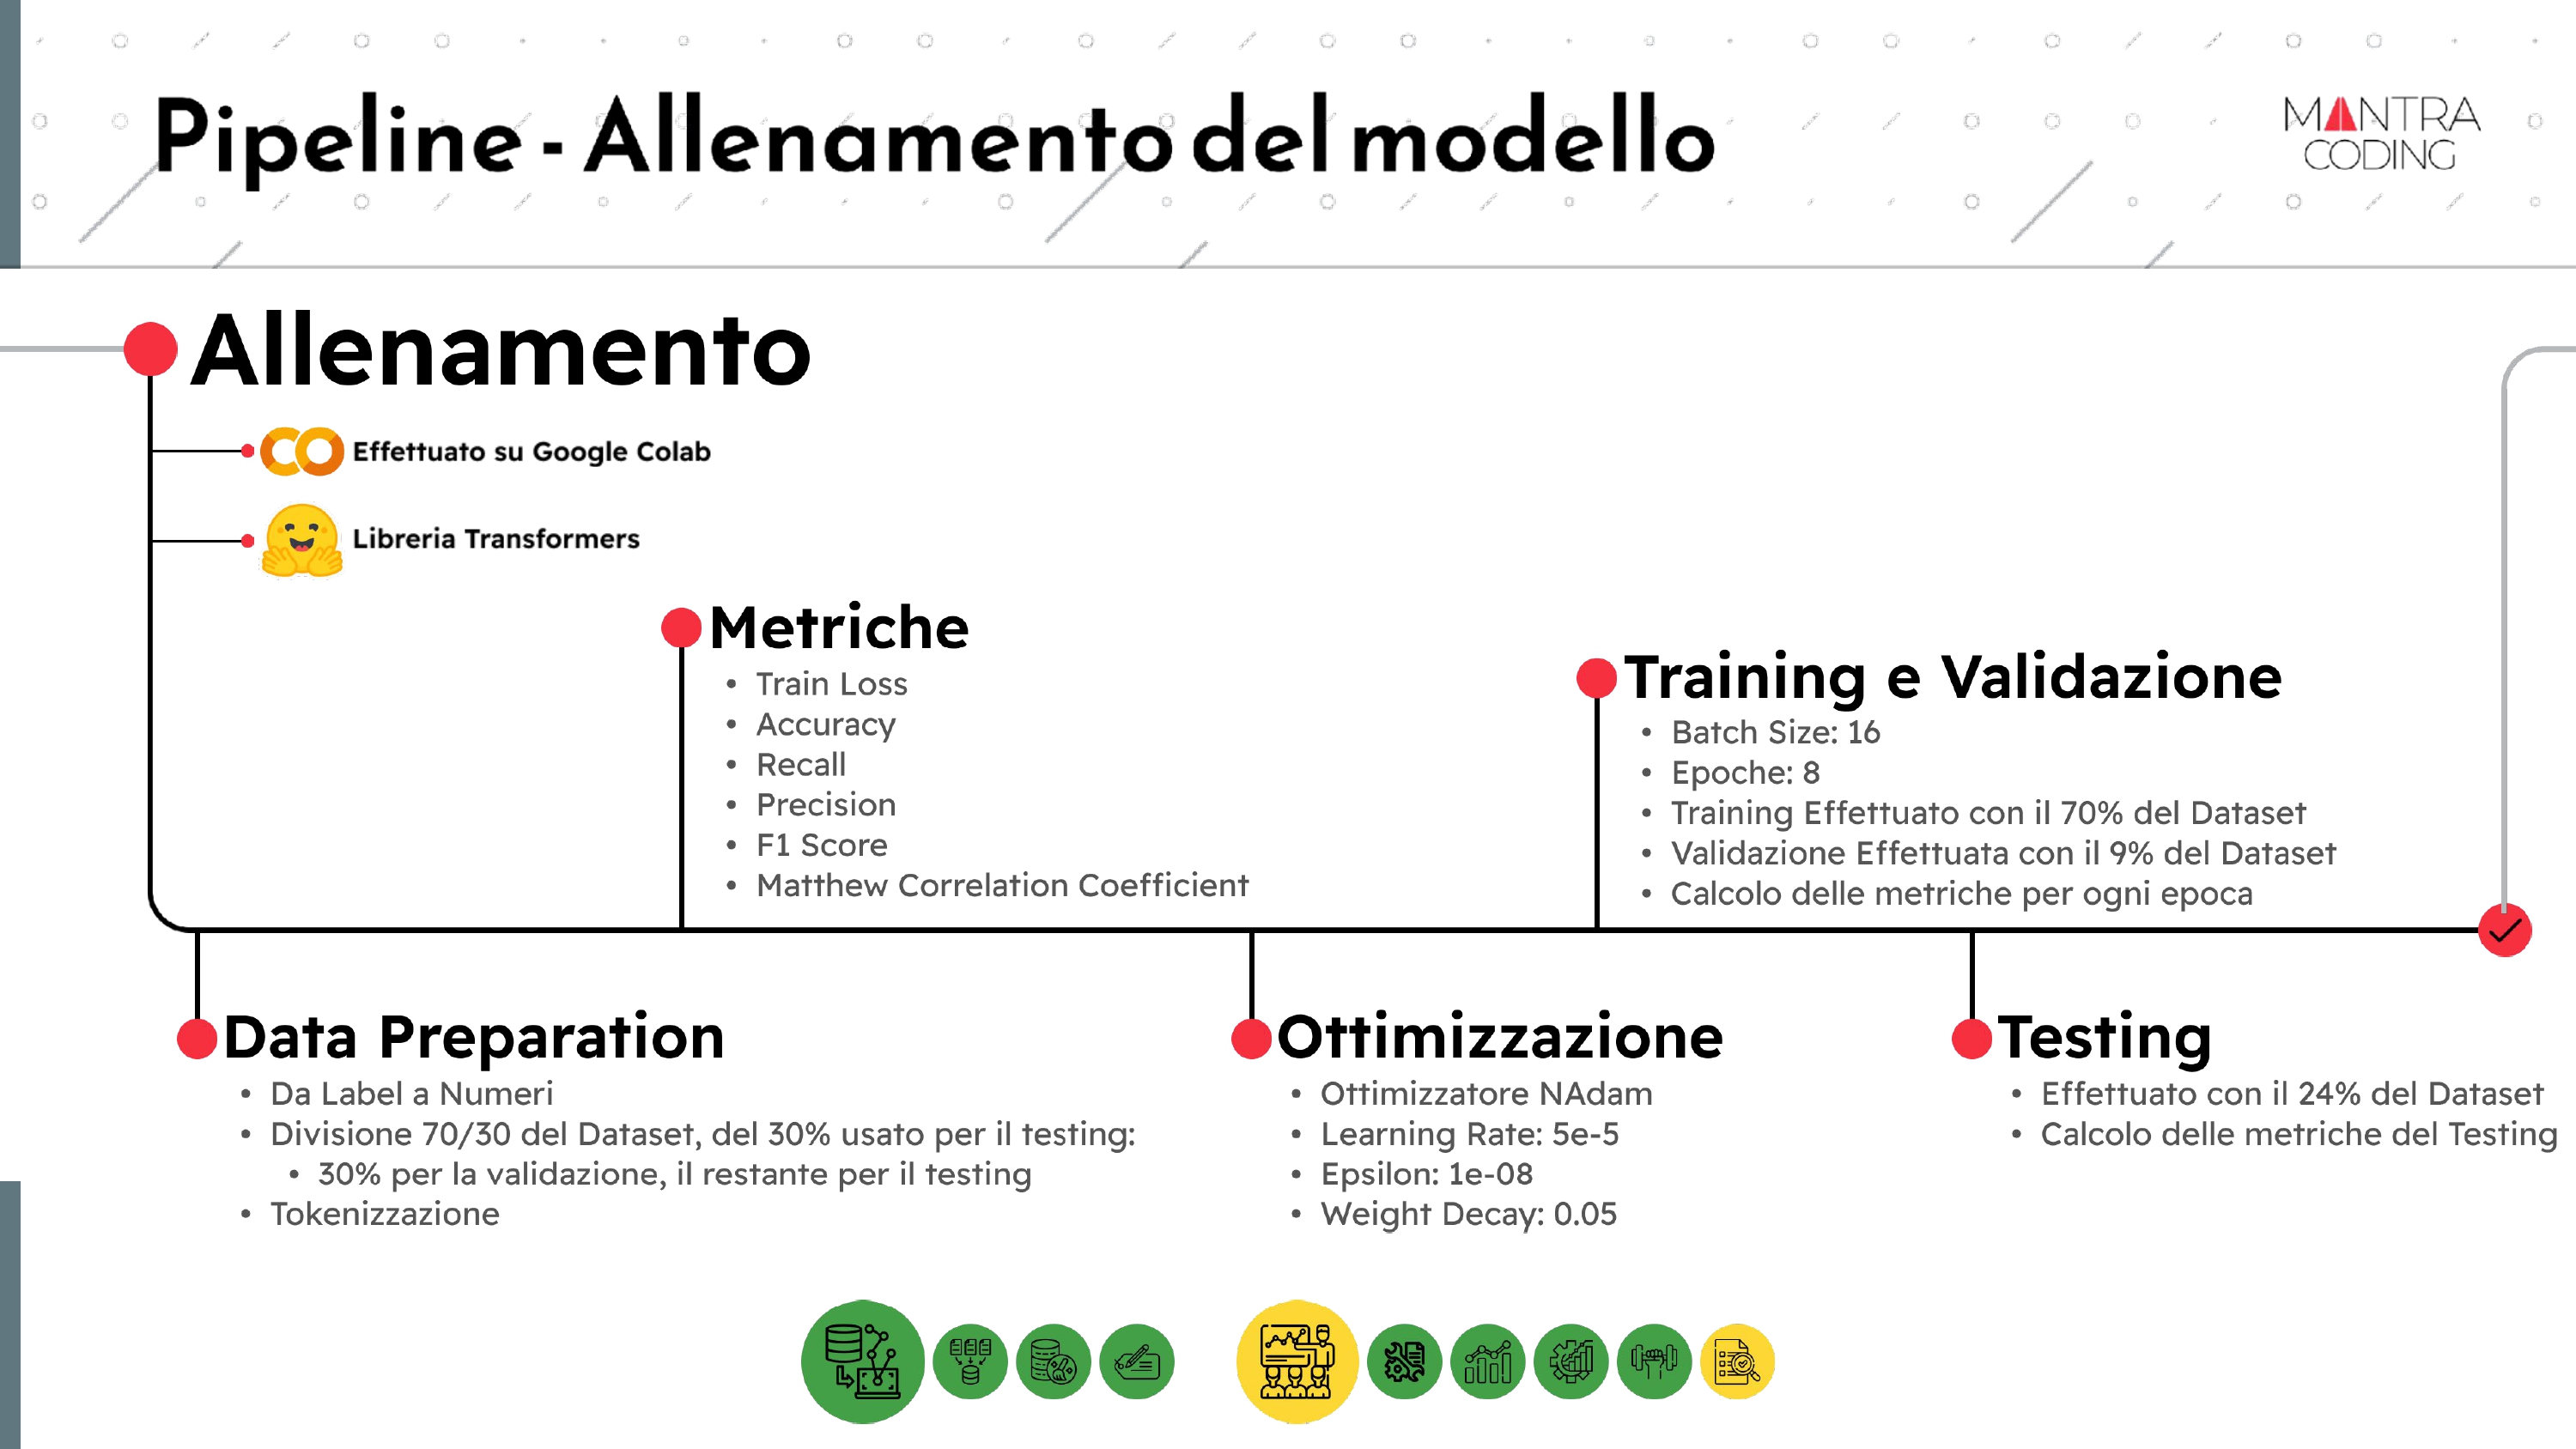 Pipeline - Allenamento del modello
MANTRA
CODING
Allenamento
Effettuato su Google Colab
Libreria Transformers
Metriche
• Train Loss
• Accuracy
• Recall
• Precision
• F1 Score
• Matthew Correlation Coefficient
Training e Validazione
• Batch Size: 16
• Epoche: 8
• Training Effettuato con il 70% del Dataset
• Validazione Effettuata con il 9% del Dataset
• Calcolo delle metriche per ogni epoca
Data Preparation
• Da Label a Numeri
• Divisione 70/30 del Dataset, del 30% usato per il testing:
• 30% per la validazione, il restante per il testing
• Tokenizzazione
Ottimizzazione
• Ottimizzatore NAdam
• Learning Rate: 5e-5
• Epsilon: 1e-08
• Weight Decay: 0.05
Testing
• Effettuato con il 24% del Dataset
• Calcolo delle metriche del Testing